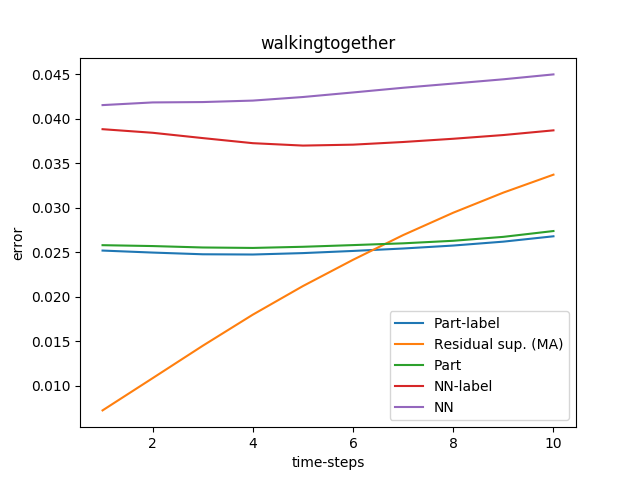 walkingtogether
0.045
0.040
0.035
0.030
0.025
0.020
0.015
0.010
error
Part-label
Residual sup. (MA)
Part
NN-label
NN
2 4 6 8 10
time-steps